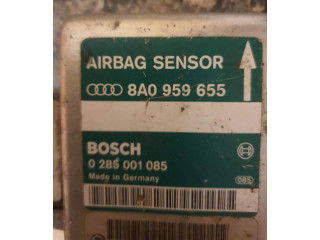 AIRBAG SENSOR
8A0 959 655
BOSCH
0 285 001 085
Made in Germany
085